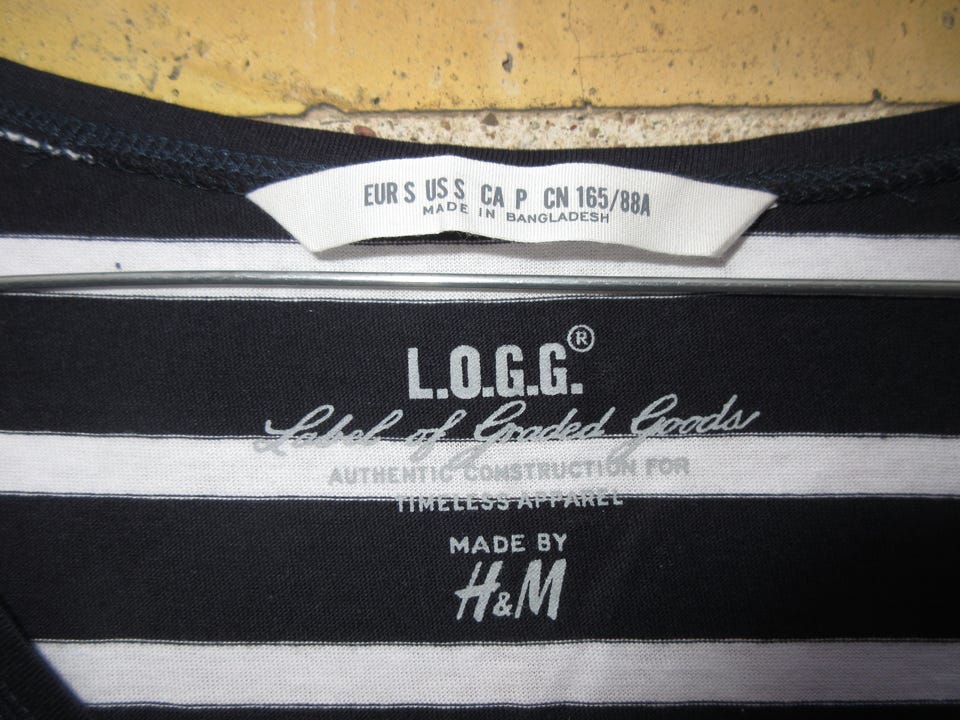 EUR S US S CA P CN 165/88A
MADE IN BANGLADESH
L.O.G.G.®
Label of Graded Goods
AUTHENTIC CONSTRUCTION FOR
TIMELESS APPAREL
MADE BY
H&M